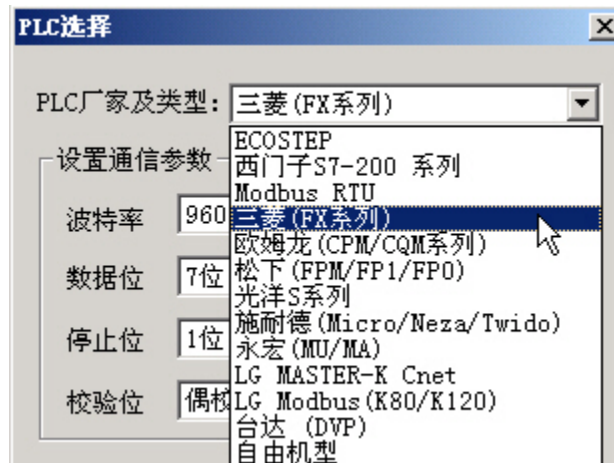 PLC选择
PLC厂家及类型: 三菱(FX系列)
ECOSTEP
设置通信参数
西门子S7-200 系列
Modbus RTU
波特率 960
三菱(FX系列)
欧姆龙(CPM/CQM系列)
数据位 7位
松下(FPM/FP1/FP0)
光洋S系列
施耐德(Micro/Neza/Twido)
停止位 1位
永宏(MU/MA)
LG MASTER-K Cnet
校验位 偶校
LG Modbus(K80/K120)
台达 (DVP)
自由机型